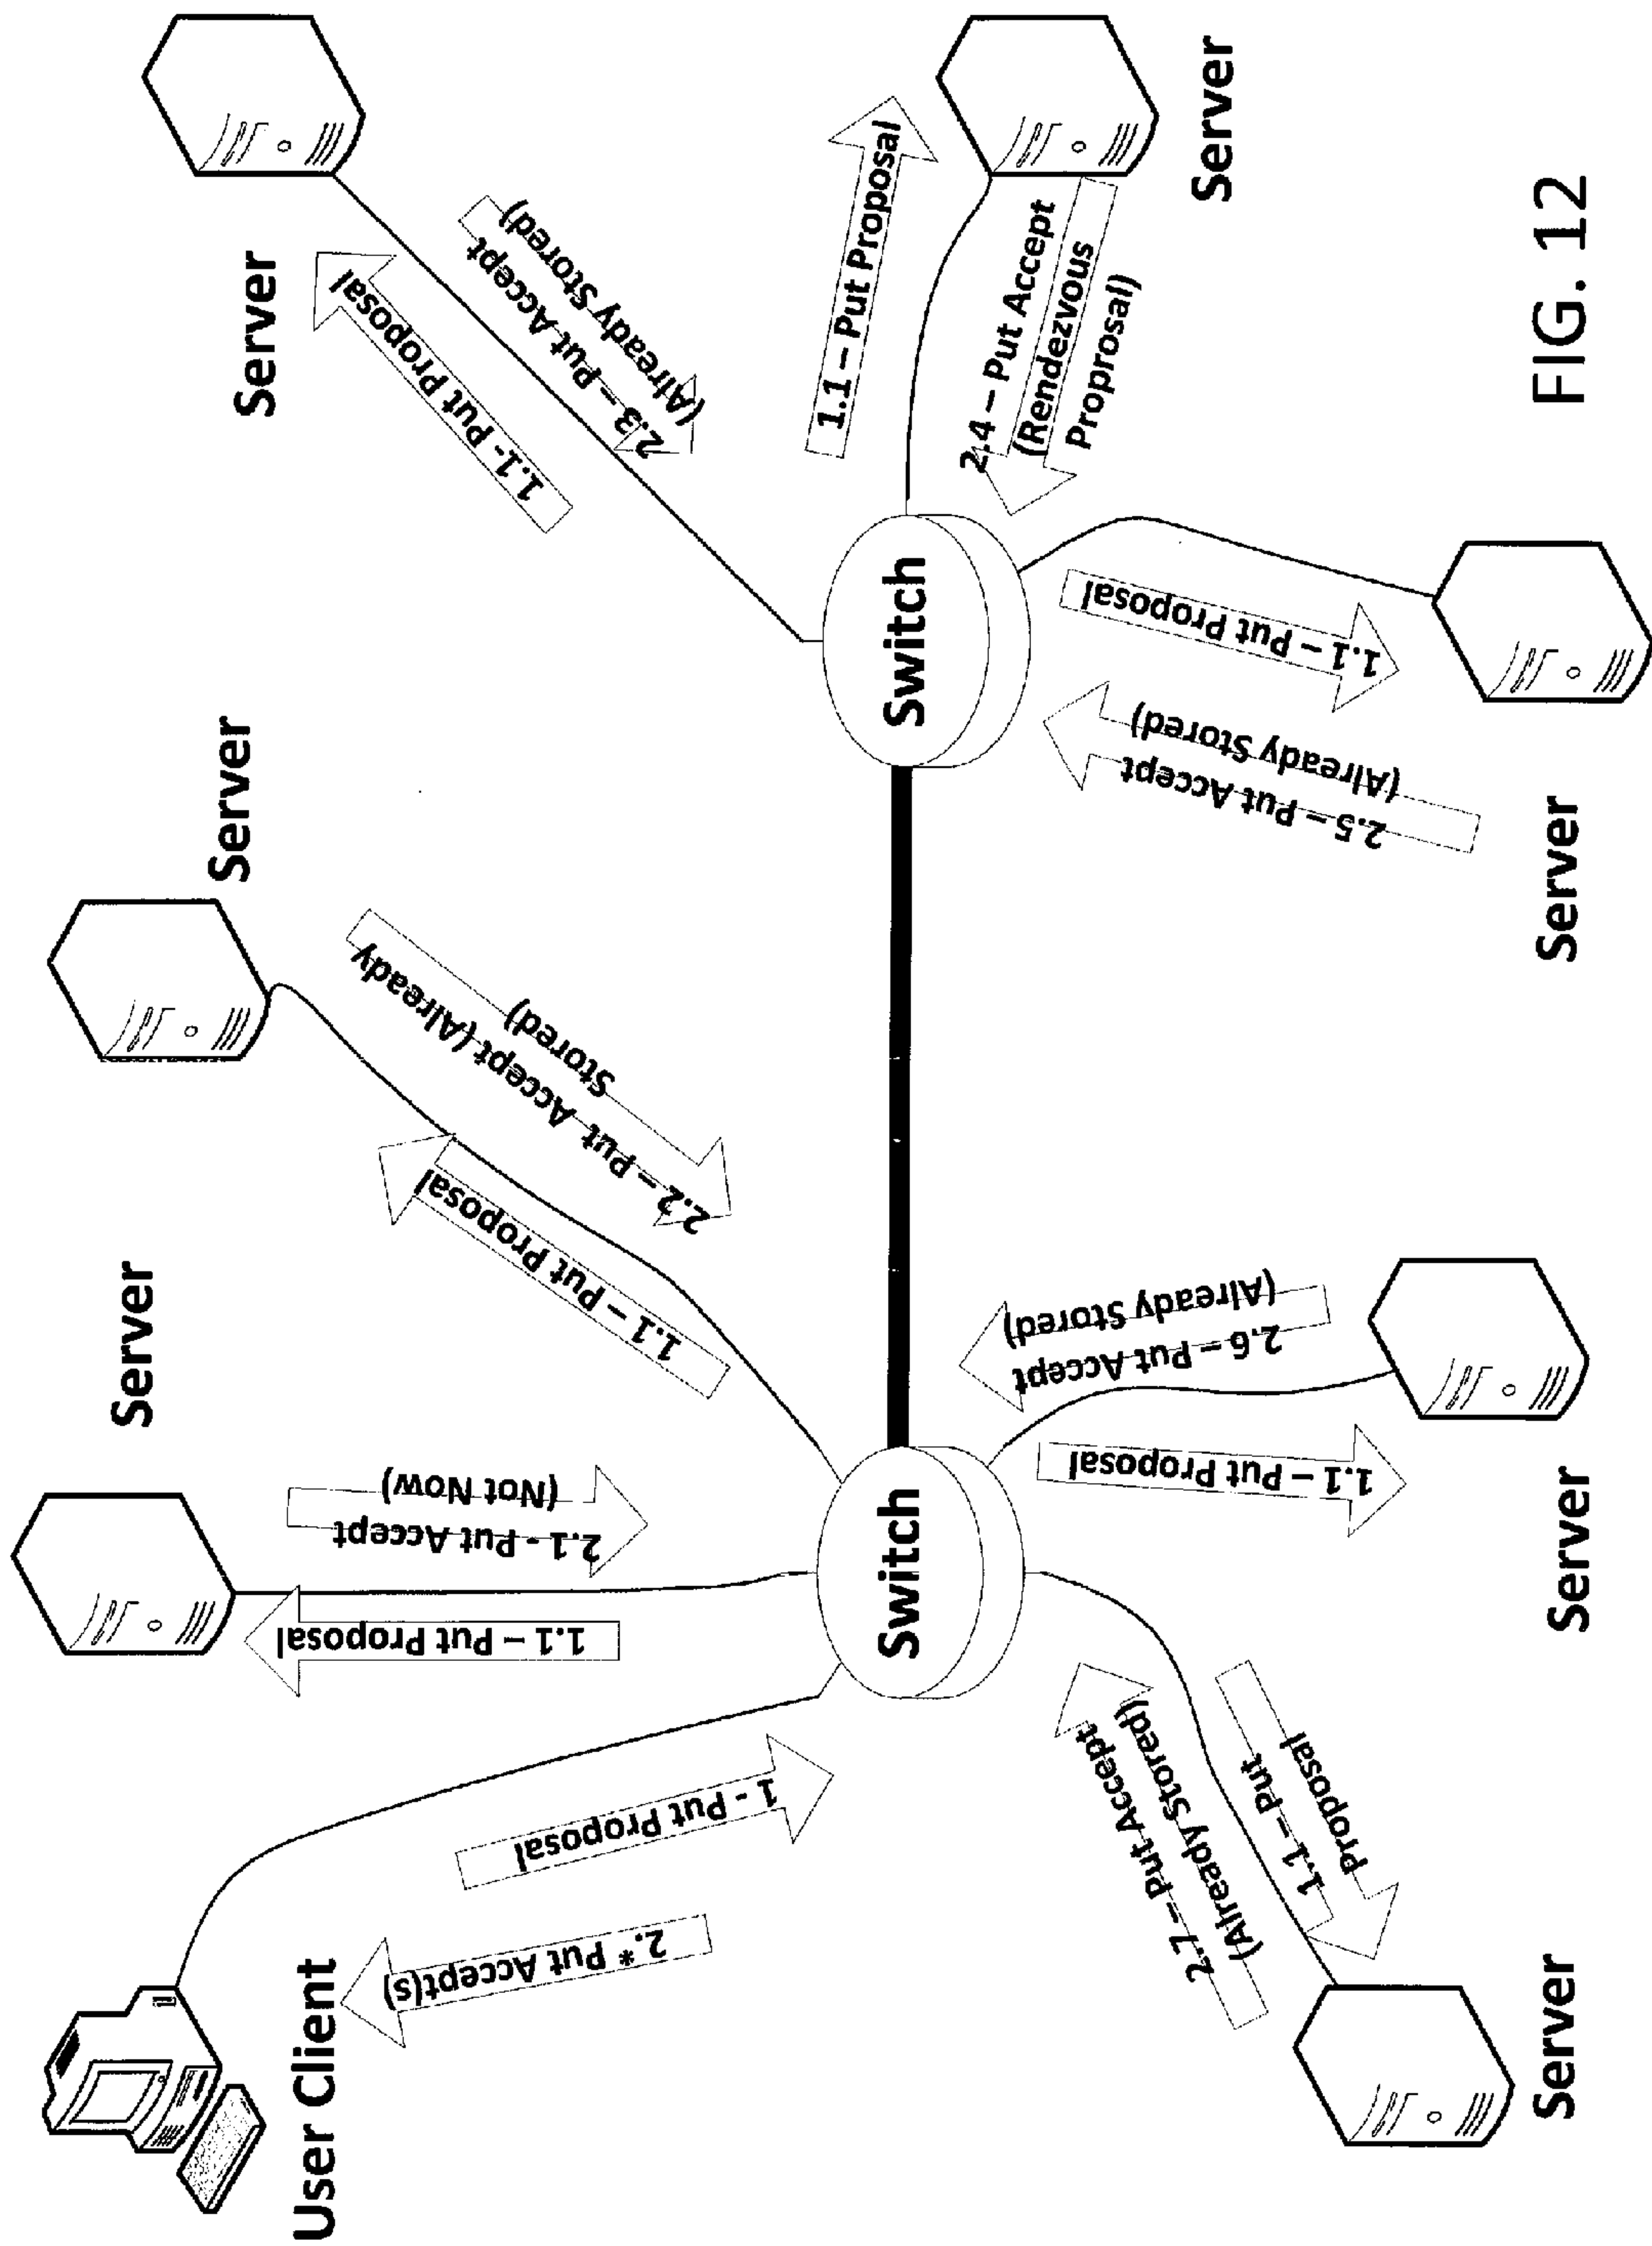 User Client
2.* Put Accept(s)
1 - Put Proposal
Server
1.1 – Put Proposal
2.1 - Put Accept
(Not Now)
Server
1.1 – Put Proposal
2.2 – Put Accept (Already
Stored)
Server
1.1- Put Proposal
2.3 – Put Accept
(Already Stored)
Switch
Switch
1.1 – Put Proposal
2.4 – Put Accept
(Rendezvous
Proprosal)
Server
2.7 – Put Accept
(Already Stored)
1.1 – Put
Proposal
Server
1.1 – Put Proposal
2.6 – Put Accept
(Already Stored)
Server
2.5 – Put Accept
(Already Stored)
1.1 – Put Proposal
Server
FIG. 12